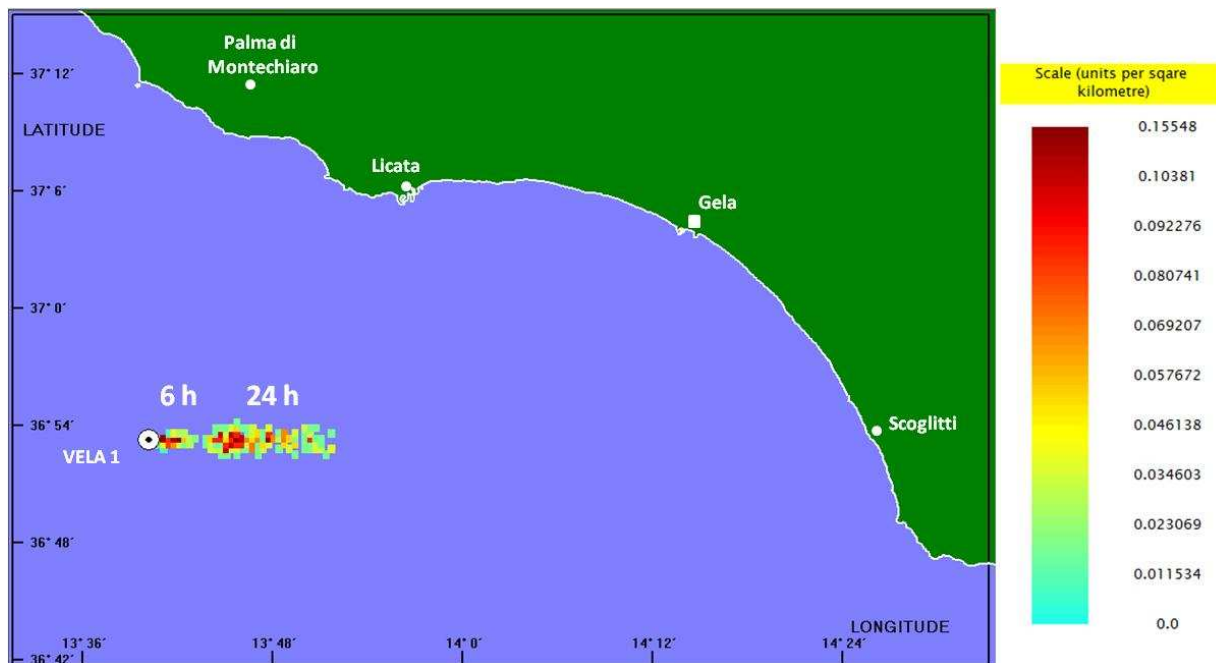 Palma di
Montechiaro
37° 12´
LATITUDE
Licata
37° 6´
Gela
37° 0´
6 h 24 h
36° 54´
Scoglitti
VELA 1
36° 48´
LONGITUDE
13° 36´ 13° 48´ 14° 0´ 14° 12´ 14° 24´
36° 42´
Scale (units per sqare
kilometre)
0.15548
0.10381
0.092276
0.080741
0.069207
0.057672
0.046138
0.034603
0.023069
0.011534
0.0